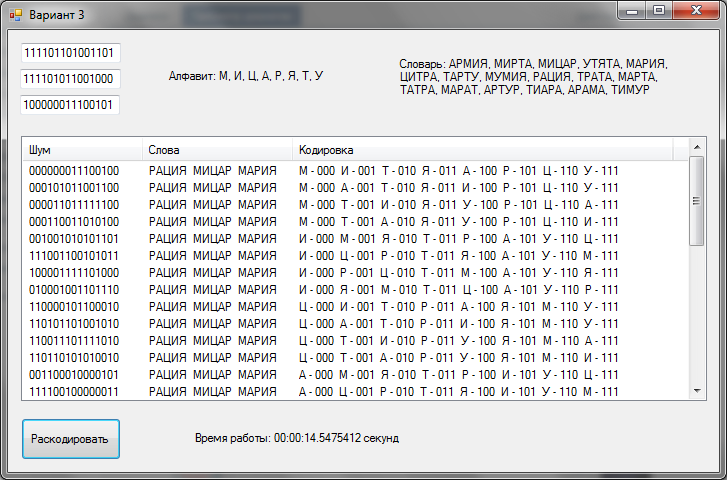 Вариант 3
111101101001101
111101011001000
100000011100101
Алфавит: М, И, Ц, А, Р, Я, Т, У
Словарь: АРМИЯ, МИРТА, МИЦАР, УТЯТА, МАРИЯ,
ЦИТРА, ТАРТУ, МУМИЯ, РАЦИЯ, ТРАТА, МАРТА,
ТАТРА, МАРАТ, АРТУР, ТИАРА, АРАМА, ТИМУР
Шум Слова Кодировка
000000011100100 РАЦИЯ МИЦАР МАРИЯ М - 000 И - 001 Т - 010 Я - 011 А - 100 Р - 101 Ц - 110 У - 111
000101011001100 РАЦИЯ МИЦАР МАРИЯ М - 000 А - 001 Т - 010 Я - 011 И - 100 Р - 101 Ц - 110 У - 111
000011011111100 РАЦИЯ МИЦАР МАРИЯ М - 000 Т - 001 И - 010 Я - 011 У - 100 Р - 101 Ц - 110 А - 111
000110011010100 РАЦИЯ МИЦАР МАРИЯ М - 000 Т - 001 А - 010 Я - 011 У - 100 Р - 101 Ц - 110 И - 111
001001010101101 РАЦИЯ МИЦАР МАРИЯ И - 000 М - 001 Я - 010 Т - 011 Р - 100 А - 101 У - 110 Ц - 111
111001100101011 РАЦИЯ МИЦАР МАРИЯ И - 000 Ц - 001 Р - 010 Т - 011 Я - 100 А - 101 У - 110 М - 111
100001111101000 РАЦИЯ МИЦАР МАРИЯ И - 000 Р - 001 Ц - 010 Т - 011 М - 100 А - 101 У - 110 Я - 111
010001001101110 РАЦИЯ МИЦАР МАРИЯ И - 000 Я - 001 М - 010 Т - 011 Ц - 100 А - 101 У - 110 Р - 111
110000101100010 РАЦИЯ МИЦАР МАРИЯ Ц - 000 И - 001 Т - 010 Р - 011 А - 100 Я - 101 М - 110 У - 111
110101101001010 РАЦИЯ МИЦАР МАРИЯ Ц - 000 А - 001 Т - 010 Р - 011 И - 100 Я - 101 М - 110 У - 111
110011101111010 РАЦИЯ МИЦАР МАРИЯ Ц - 000 Т - 001 И - 010 Р - 011 У - 100 Я - 101 М - 110 А - 111
110110101010010 РАЦИЯ МИЦАР МАРИЯ Ц - 000 Т - 001 А - 010 Р - 011 У - 100 Я - 101 М - 110 И - 111
001100010000101 РАЦИЯ МИЦАР МАРИЯ А - 000 М - 001 Я - 010 Т - 011 Р - 100 И - 101 У - 110 Ц - 111
111100100000011 РАЦИЯ МИЦАР МАРИЯ А - 000 Ц - 001 Р - 010 Т - 011 Я - 100 И - 101 У - 110 М - 111
Раскодировать
Время работы: 00:00:14.5475412 секунд